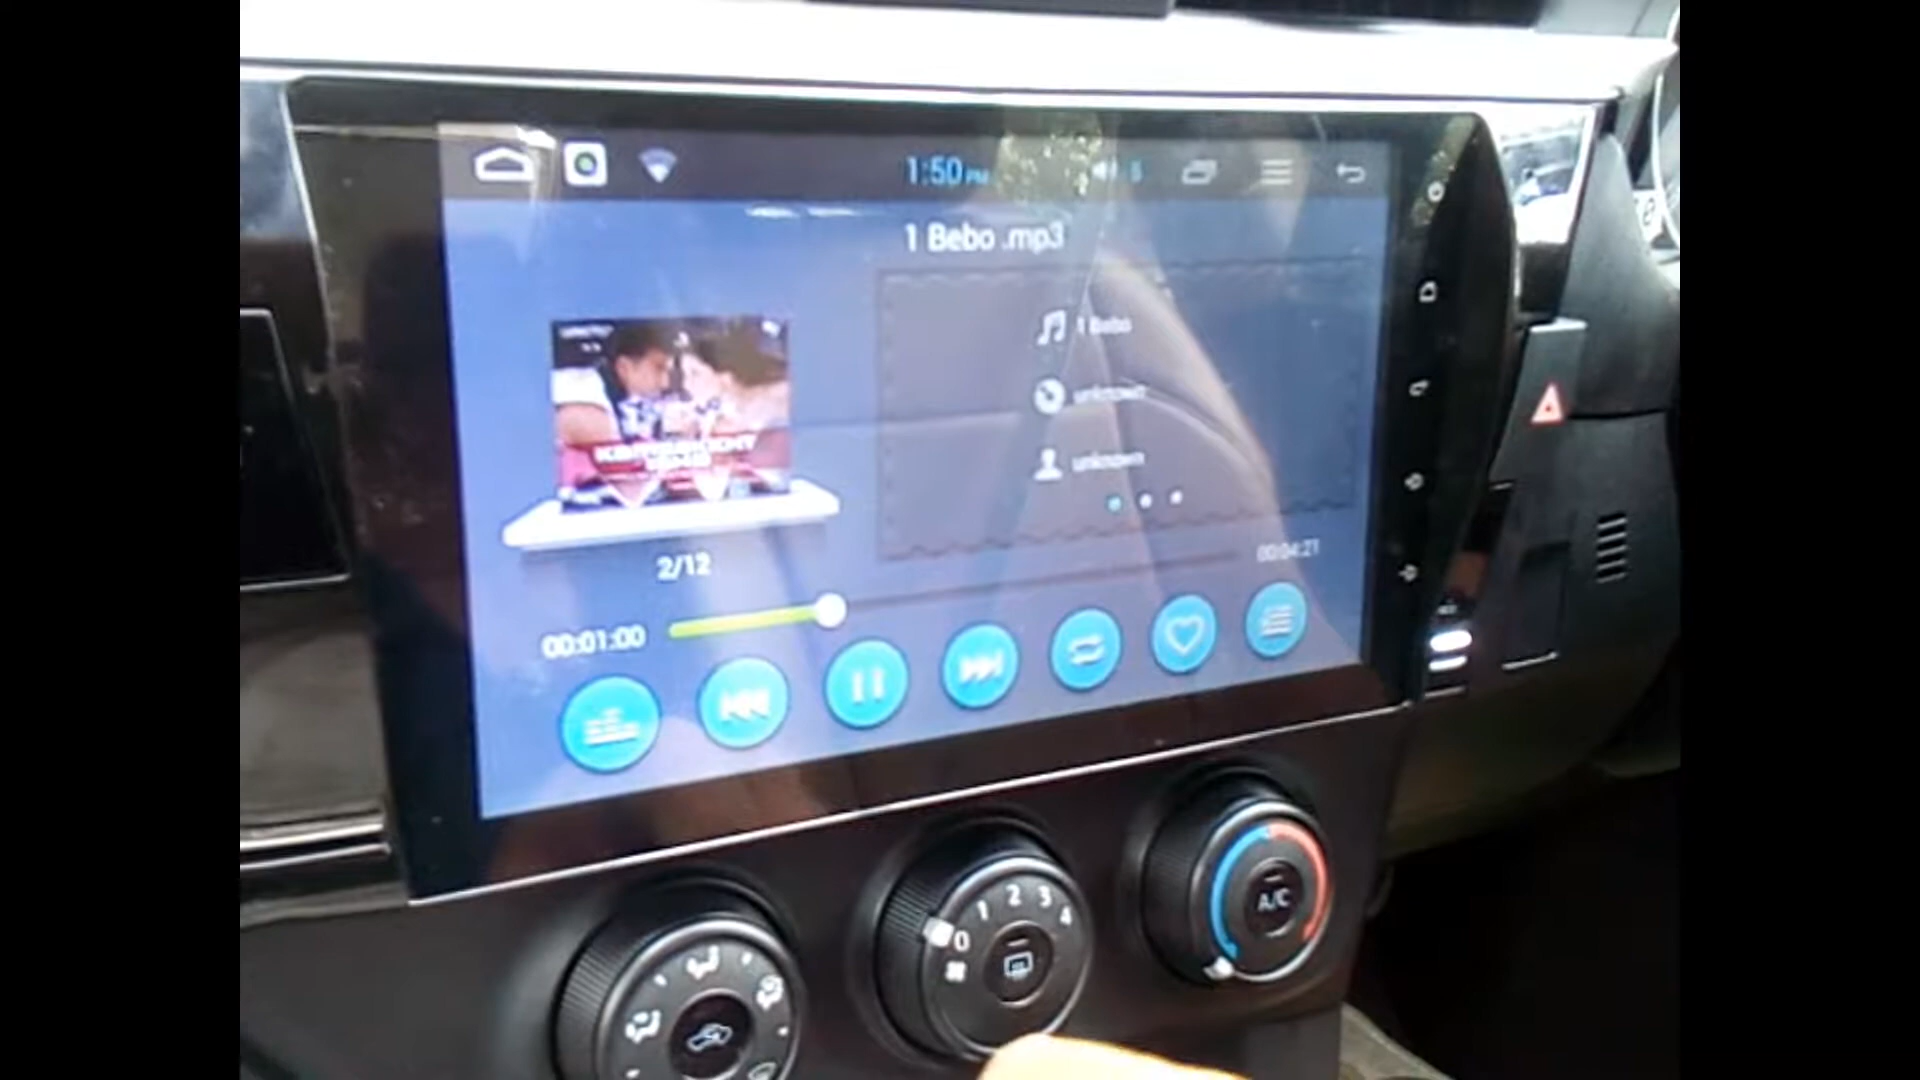 1:50 PM
1 Bebo .mp3
1 Bebo
unknown
unknown
2/12
00:04:21
00:01:00
0 1 2 3 4
A/C